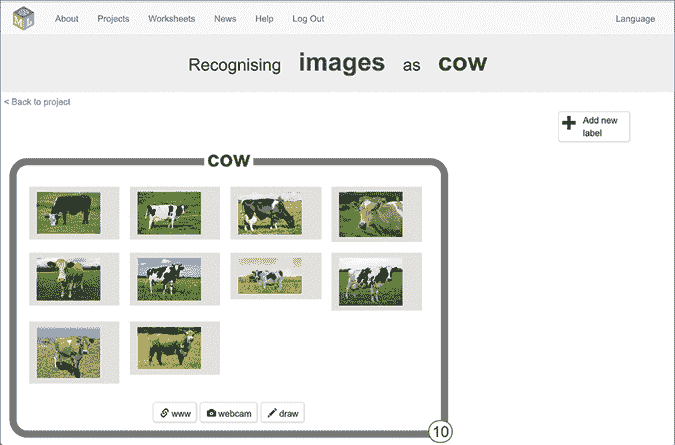 ML
About Projects Worksheets News Help Log Out Language
Recognising images as cow
< Back to project
Add new
label
cow
www webcam draw
10